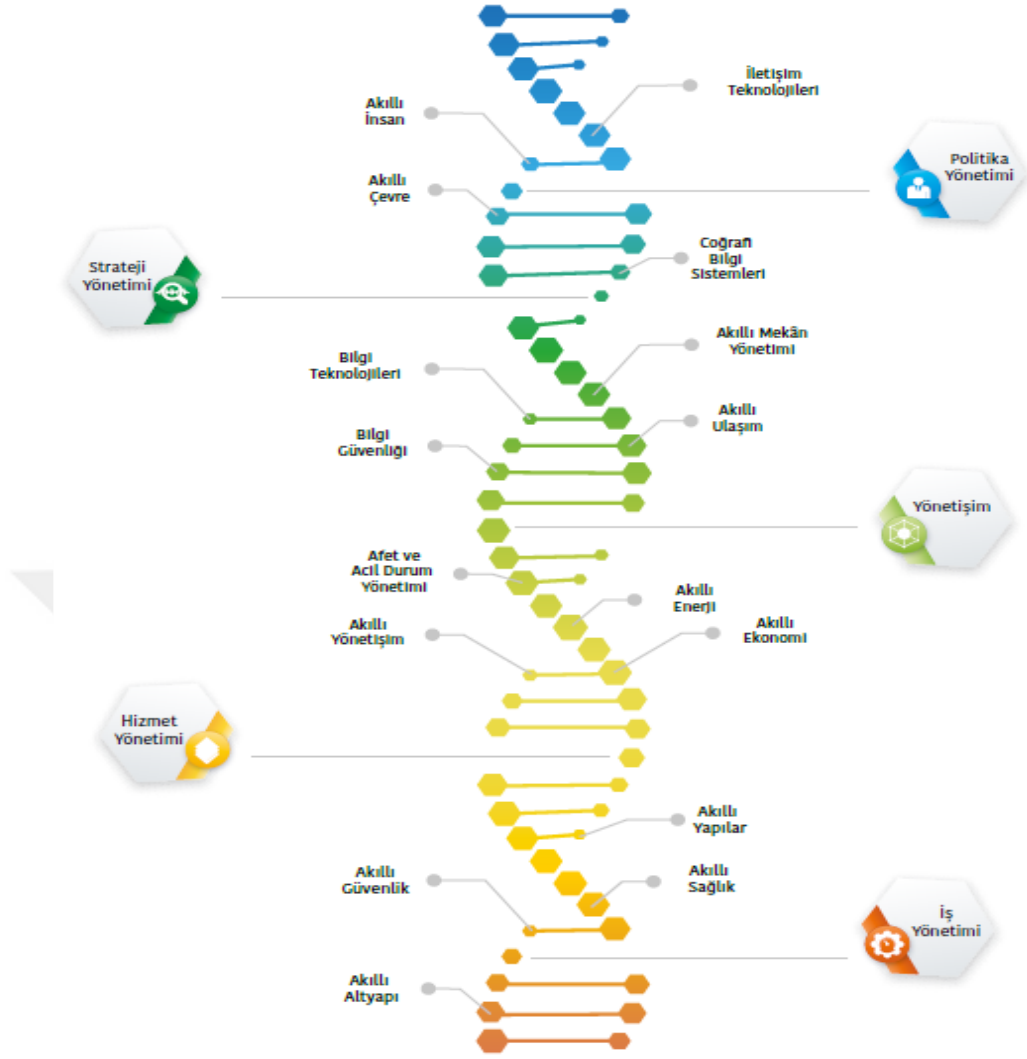 İletişim
Teknolojileri
Akıllı
İnsan
Politika
Yönetimi
Akıllı
Çevre
Coğrafi
Bilgi
Sistemleri
Strateji
Yönetimi
Akıllı Mekân
Yönetimi
Bilgi
Teknolojileri
Akıllı
Ulaşım
Bilgi
Güvenliği
Yönetişim
Afet ve
Acil Durum
Yönetimi
Akıllı
Enerji
Akıllı
Yönetişim
Akıllı
Ekonomi
Hizmet
Yönetimi
Akıllı
Yapılar
Akıllı
Güvenlik
Akıllı
Sağlık
İş
Yönetimi
Akıllı
Altyapı